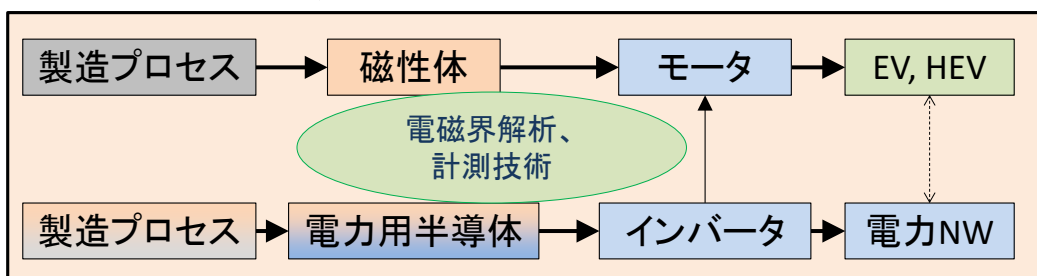 製造プロセス
磁性体
モータ
EV, HEV
電磁界解析、
計測技術
製造プロセス
電力用半導体
インバータ
電力NW